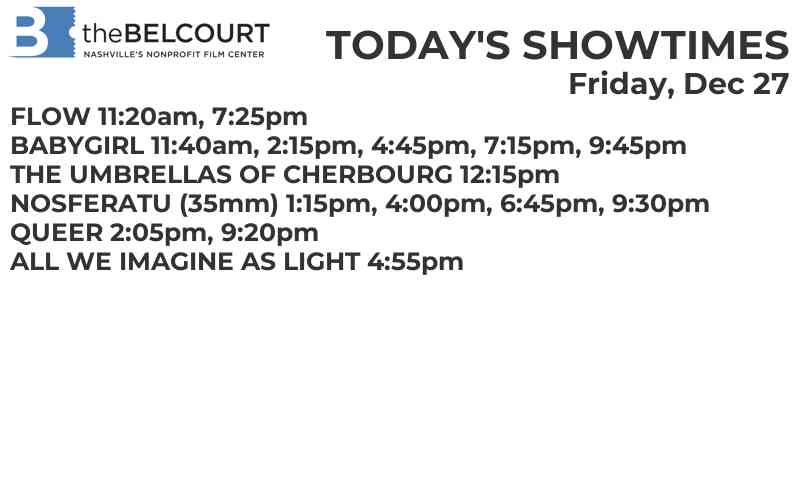 B theBELCOURT
NASHVILLE'S NONPROFIT FILM CENTER
TODAY'S SHOWTIMES
Friday, Dec 27
FLOW 11:20am, 7:25pm
BABYGIRL 11:40am, 2:15pm, 4:45pm, 7:15pm, 9:45pm
THE UMBRELLAS OF CHERBOURG 12:15pm
NOSFERATU (35mm) 1:15pm, 4:00pm, 6:45pm, 9:30pm
QUEER 2:05pm, 9:20pm
ALL WE IMAGINE AS LIGHT 4:55pm